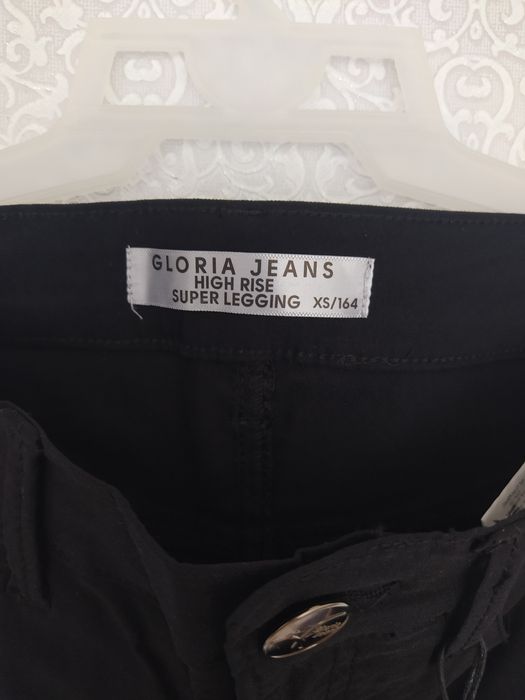 GLORIA JEANS
HIGH RISE
SUPER LEGGING XS/164